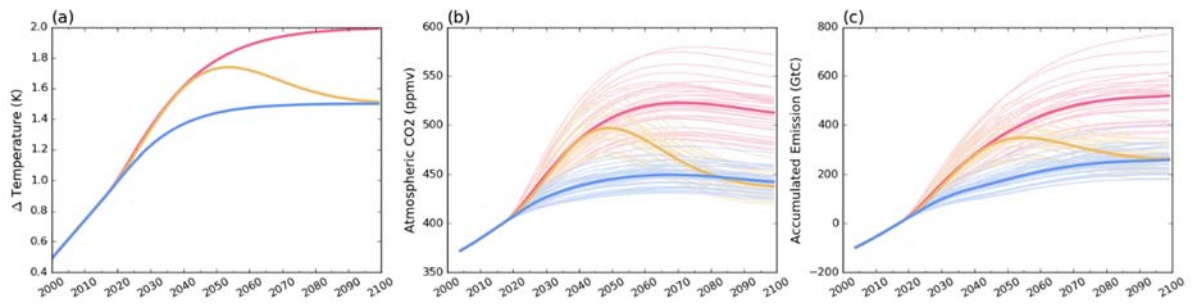 (a)
Δ Temperature (K)
2.0
1.8
1.6
1.4
1.2
1.0
0.8
0.6
0.4
2000 2010 2020 2030 2040 2050 2060 2070 2080 2090 2100
(b)
Atmospheric CO2 (ppmv)
600
550
500
450
400
350
2000 2010 2020 2030 2040 2050 2060 2070 2080 2090 2100
(c)
Accumulated Emission (GtC)
800
600
400
200
0
−200
2000 2010 2020 2030 2040 2050 2060 2070 2080 2090 2100